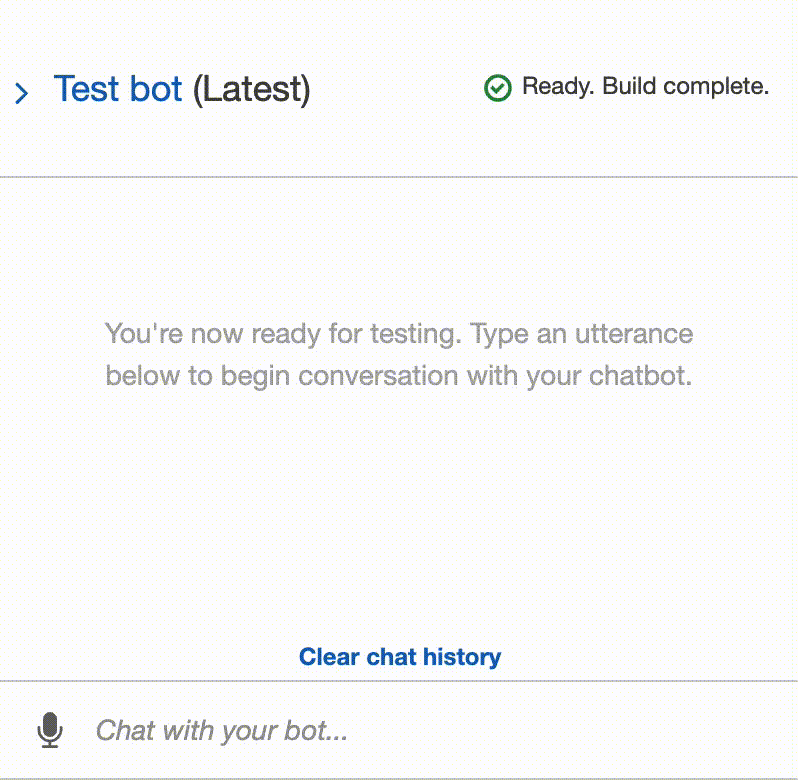 Test bot (Latest)
Ready. Build complete.
You're now ready for testing. Type an utterance
below to begin conversation with your chatbot.
Clear chat history
Chat with your bot...